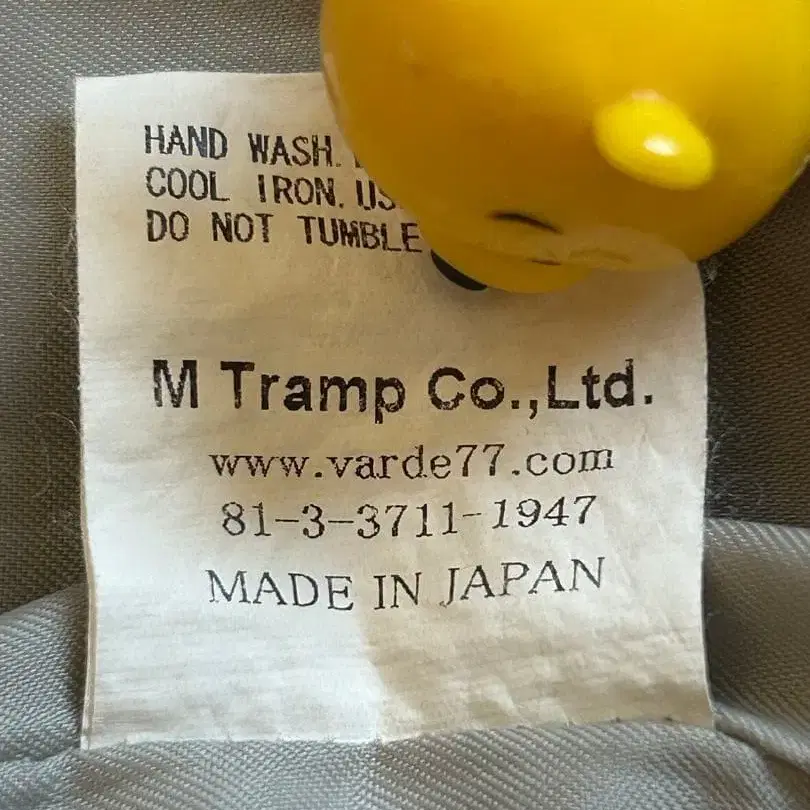 HAND WASH.
COOL IRON. US
DO NOT TUMBLE
M Tramp Co.,Ltd.
www.varde77.com
81-3-3711-1947
MADE IN JAPAN